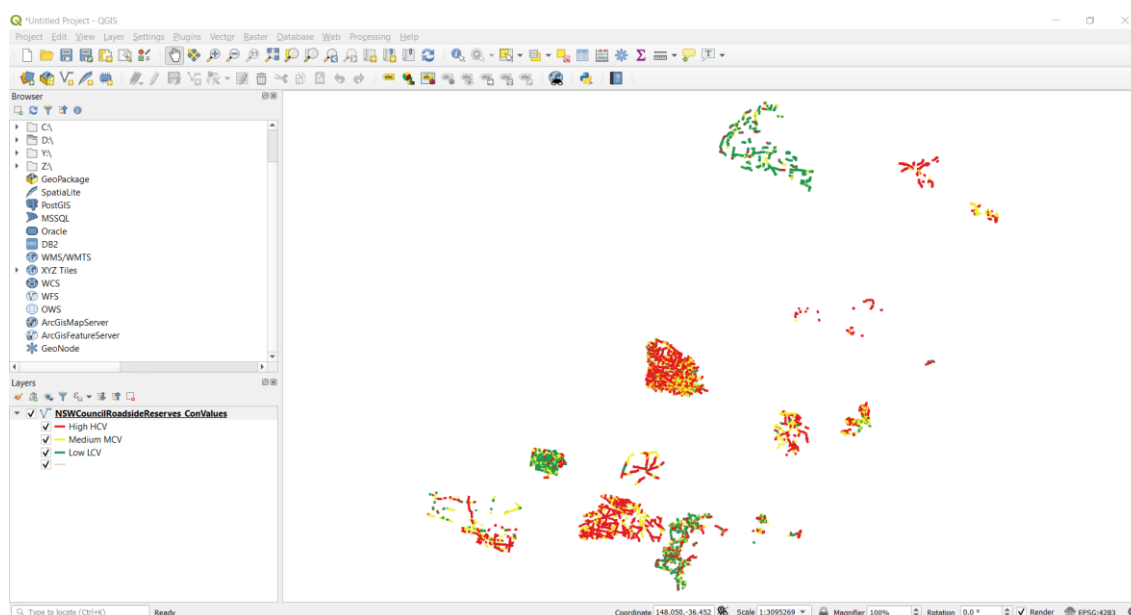 *Untitled Project - QGIS
Project Edit View Layer Settings Plugins Vector Raster Database Web Processing Help
Browser
C:\
D:\
Y:\
Z:\
GeoPackage
SpatiaLite
PostGIS
MSSQL
Oracle
DB2
WMS/WMTS
XYZ Tiles
WCS
WFS
OWS
ArcGisMapServer
ArcGisFeatureServer
GeoNode
Layers
NSWCouncilRoadsideReserves_ConValues
High HCV
Medium MCV
Low LCV
Type to locate (Ctrl+K) Ready Coordinate 148.050,-36.452 Scale 1:3095269 Magnifier 100% Rotation 0.0 ° Render EPSG:4283